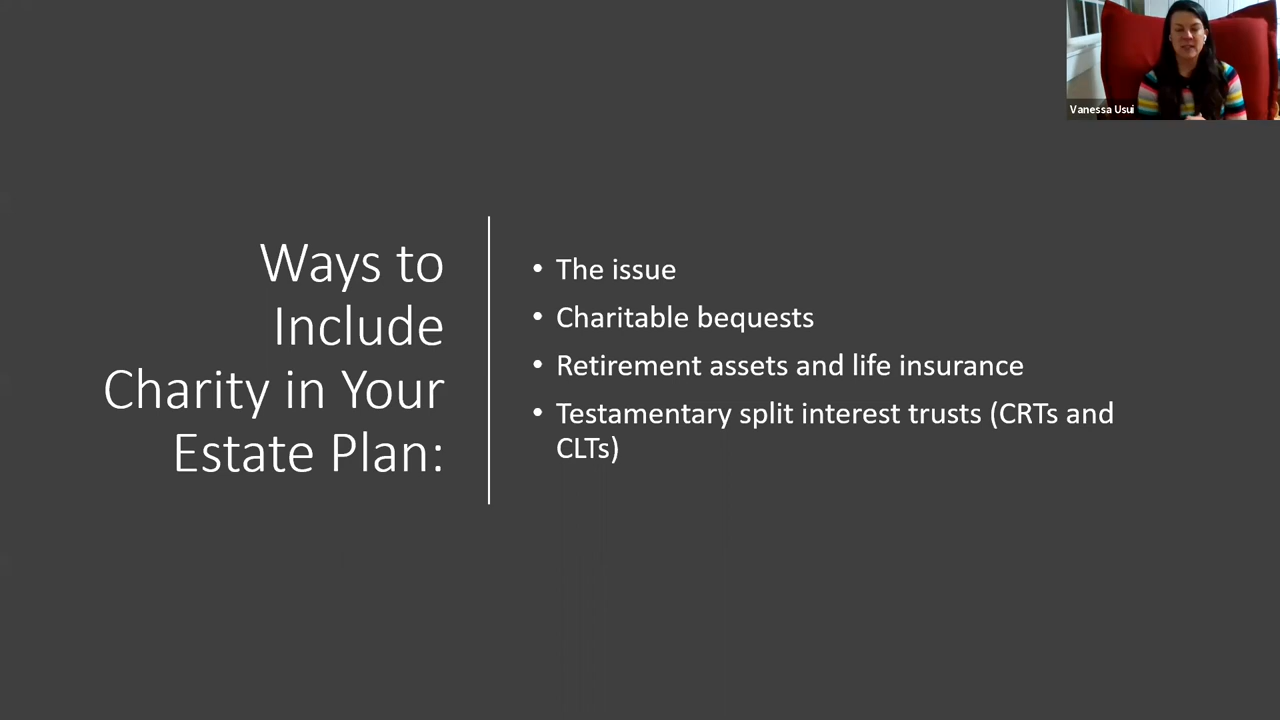 Vanessa Usui
Ways to
Include
Charity in Your
Estate Plan:
• The issue
• Charitable bequests
• Retirement assets and life insurance
• Testamentary split interest trusts (CRTs and
CLTs)